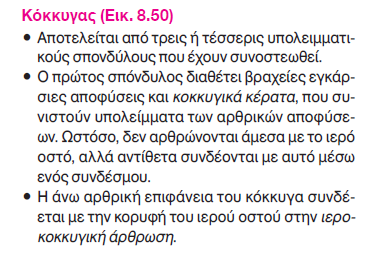 Κόκκυγας (Εικ. 8.50)
• Αποτελείται από τρεις ή τέσσερις υπολειμματι-
κούς σπονδύλους που έχουν συνοστεωθεί.
• Ο πρώτος σπόνδυλος διαθέτει βραχείες εγκάρ-
σιες αποφύσεις και κοκκυγικά κέρατα, που συ-
νιστούν υπολείμματα των αρθρικών αποφύσε-
ων. Ωστόσο, δεν αρθρώνονται άμεσα με το ιερό
οστό, αλλά αντίθετα συνδέονται με αυτό μέσω
ενός συνδέσμου.
• Η άνω αρθρική επιφάνεια του κόκκυγα συνδέ-
εται με την κορυφή του ιερού οστού στην ιερο-
κοκκυγική άρθρωση.